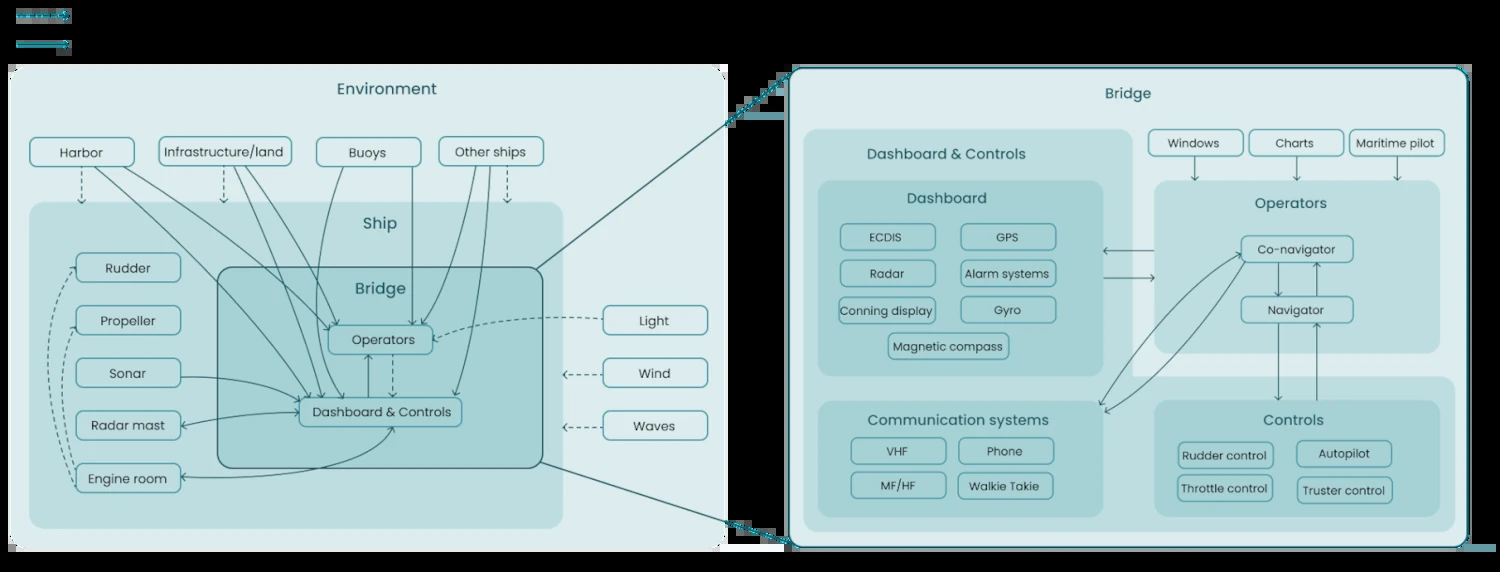 Environment
Harbor
Infrastructure/land
Buoys
Other ships
Ship
Rudder
Propeller
Sonar
Radar mast
Engine room
Bridge
Operators
Dashboard & Controls
Light
Wind
Waves
Bridge
Dashboard & Controls
Dashboard
ECDIS
GPS
Radar
Alarm systems
Conning display
Gyro
Magnetic compass
Communication systems
VHF
Phone
MF/HF
Walkie Takie
Windows
Charts
Maritime pilot
Operators
Co-navigator
Navigator
Controls
Rudder control
Autopilot
Throttle control
Truster control